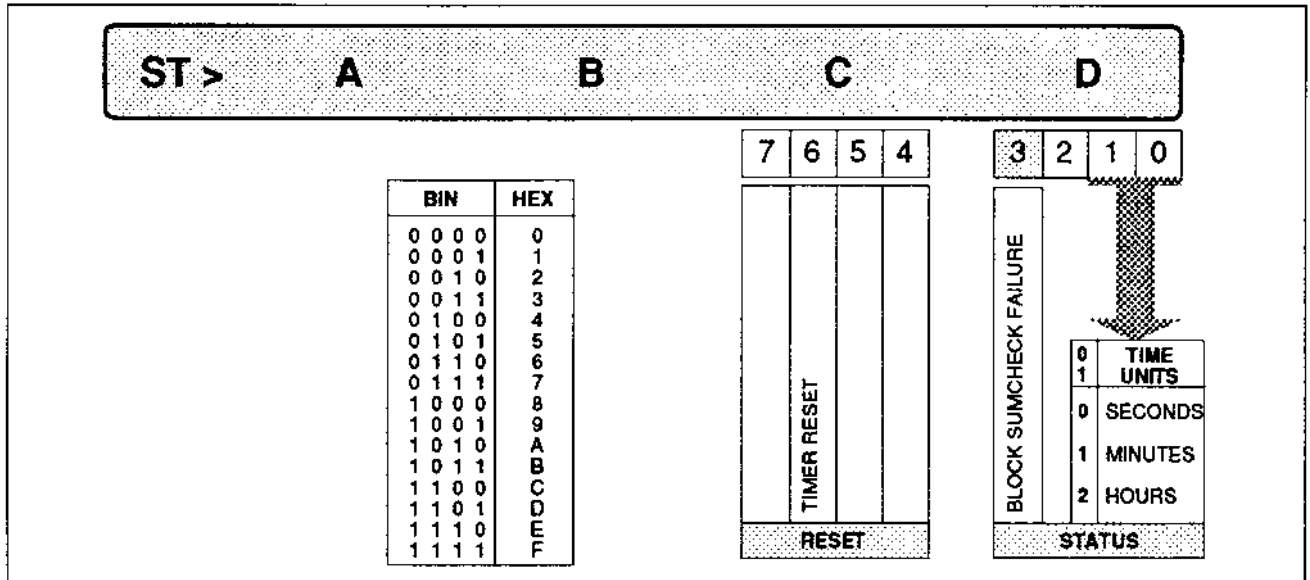 ST > A B C D
7 6 5 4 3 2 1 0
BIN HEX
0 0 0 0 0
0 0 0 1 1
0 0 1 0 2
0 0 1 1 3
0 1 0 0 4
0 1 0 1 5
0 1 1 0 6
0 1 1 1 7
1 0 0 0 8
1 0 0 1 9
1 0 1 0 A
1 0 1 1 B
1 1 0 0 C
1 1 0 1 D
1 1 1 0 E
1 1 1 1 F
TIMER RESET
RESET
BLOCK SUMCHECK FAILURE
0 TIME
1 UNITS
0 SECONDS
1 MINUTES
2 HOURS
STATUS